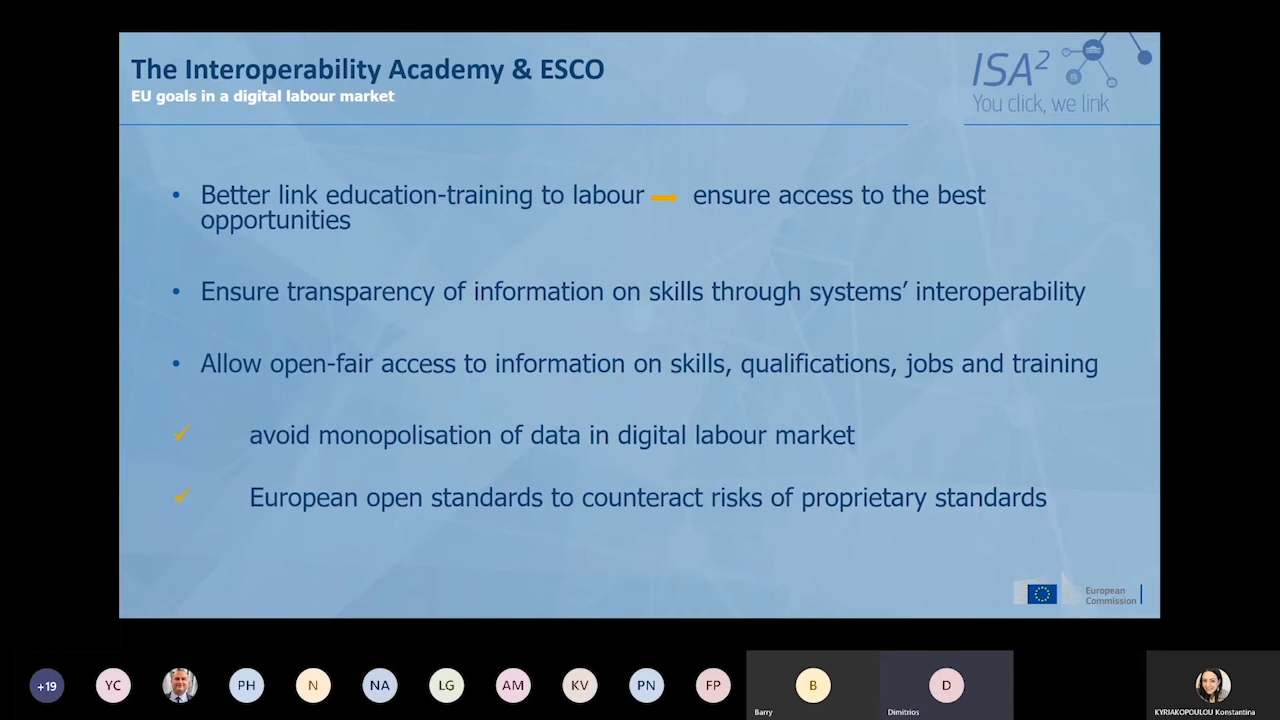 The Interoperability Academy & ESCO
EU goals in a digital labour market
ISA²
You click, we link
• Better link education-training to labour ensure access to the best
opportunities
• Ensure transparency of information on skills through systems’ interoperability
• Allow open-fair access to information on skills, qualifications, jobs and training
✓ avoid monopolisation of data in digital labour market
✓ European open standards to counteract risks of proprietary standards
European
Commission
+19 YC PH N NA LG AM KV PN FP B D
Barry
Dimitrios
KYRIAKOPOULOU Konstantina